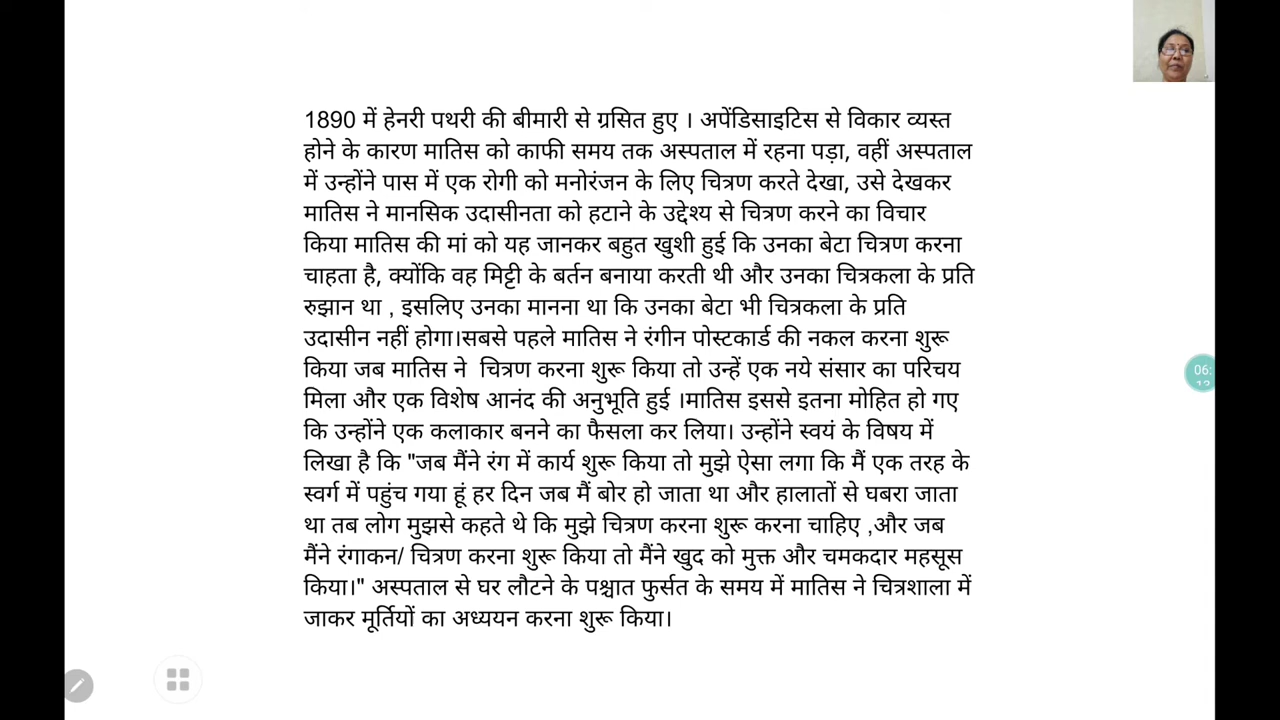 1890 में हेनरी पथरी की बीमारी से ग्रसित हुए । अपेंडिसाइटिस से विकार व्यस्त
होने के कारण मातिस को काफी समय तक अस्पताल में रहना पड़ा, वहीं अस्पताल
में उन्होंने पास में एक रोगी को मनोरंजन के लिए चित्रण करते देखा, उसे देखकर
मातिस ने मानसिक उदासीनता को हटाने के उद्देश्य से चित्रण करने का विचार
किया मातिस की मां को यह जानकर बहुत खुशी हुई कि उनका बेटा चित्रण करना
चाहता है, क्योंकि वह मिट्टी के बर्तन बनाया करती थी और उनका चित्रकला के प्रति
रुझान था , इसलिए उनका मानना था कि उनका बेटा भी चित्रकला के प्रति
उदासीन नहीं होगा।सबसे पहले मातिस ने रंगीन पोस्टकार्ड की नकल करना शुरू
किया जब मातिस ने  चित्रण करना शुरू किया तो उन्हें एक नये संसार का परिचय
मिला और एक विशेष आनंद की अनुभूति हुई ।मातिस इससे इतना मोहित हो गए
कि उन्होंने एक कलाकार बनने का फैसला कर लिया। उन्होंने स्वयं के विषय में
लिखा है कि "जब मैंने रंग में कार्य शुरू किया तो मुझे ऐसा लगा कि मैं एक तरह के
स्वर्ग में पहुंच गया हूं हर दिन जब मैं बोर हो जाता था और हालातों से घबरा जाता
था तब लोग मुझसे कहते थे कि मुझे चित्रण करना शुरू करना चाहिए ,और जब
मैंने रंगाकन/ चित्रण करना शुरू किया तो मैंने खुद को मुक्त और चमकदार महसूस
किया।" अस्पताल से घर लौटने के पश्चात फुर्सत के समय में मातिस ने चित्रशाला में
जाकर मूर्तियों का अध्ययन करना शुरू किया।
06: